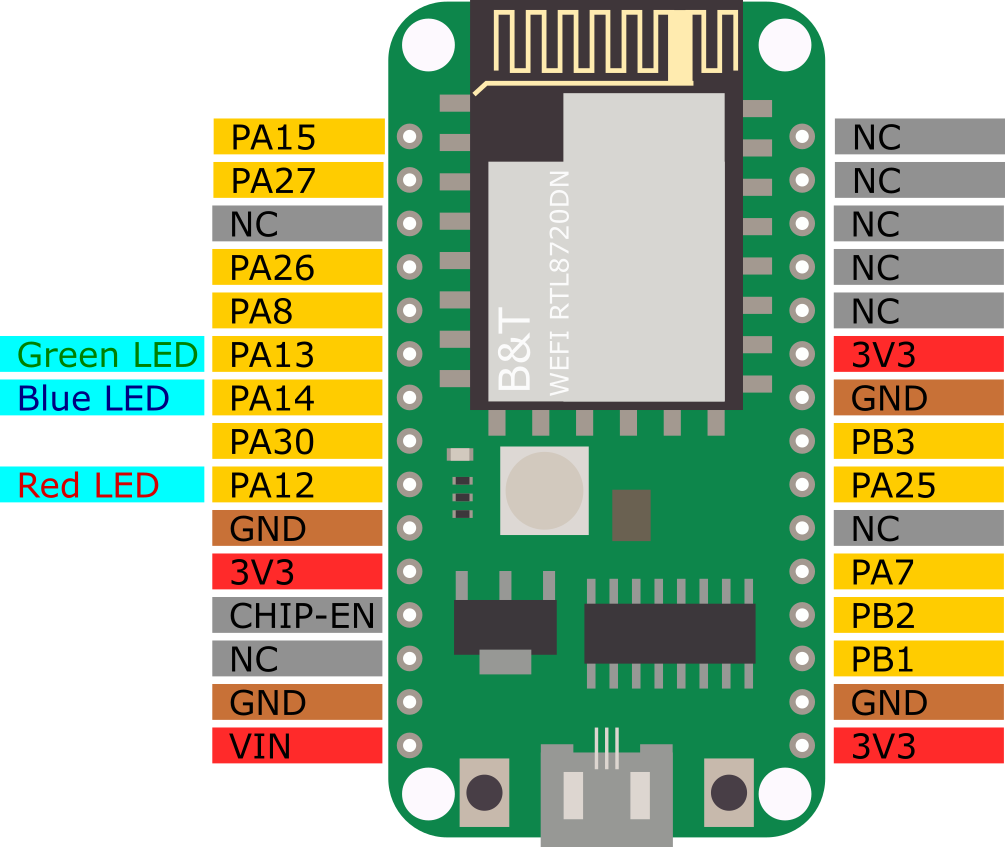 PA15
PA27
NC
PA26
PA8
Green LED PA13
Blue LED PA14
PA30
Red LED PA12
GND
3V3
CHIP-EN
NC
GND
VIN
B&T
WEFI RTL8720DN
NC
NC
NC
NC
NC
3V3
GND
PB3
PA25
NC
PA7
PB2
PB1
GND
3V3